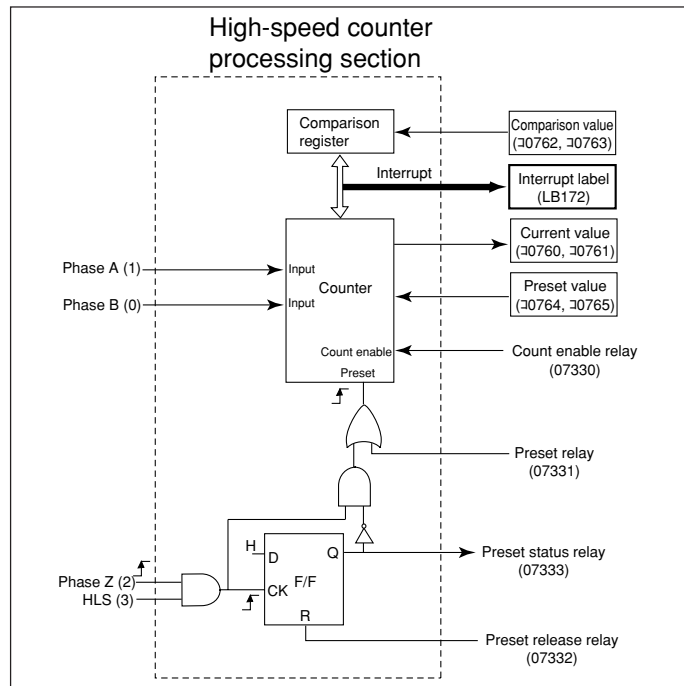 High-speed counter
processing section
Comparison
register
Comparison value
(コ0762, コ0763)
Interrupt
Interrupt label
(LB172)
Current value
(コ0760, コ0761)
Phase A (1)
Input
Phase B (0)
Input
Counter
Preset value
(コ0764, コ0765)
Count enable
Count enable relay
(07330)
Preset
Preset relay
(07331)
H
D
Q
F/F
CK
R
Preset status relay
(07333)
Phase Z (2)
HLS (3)
Preset release relay
(07332)